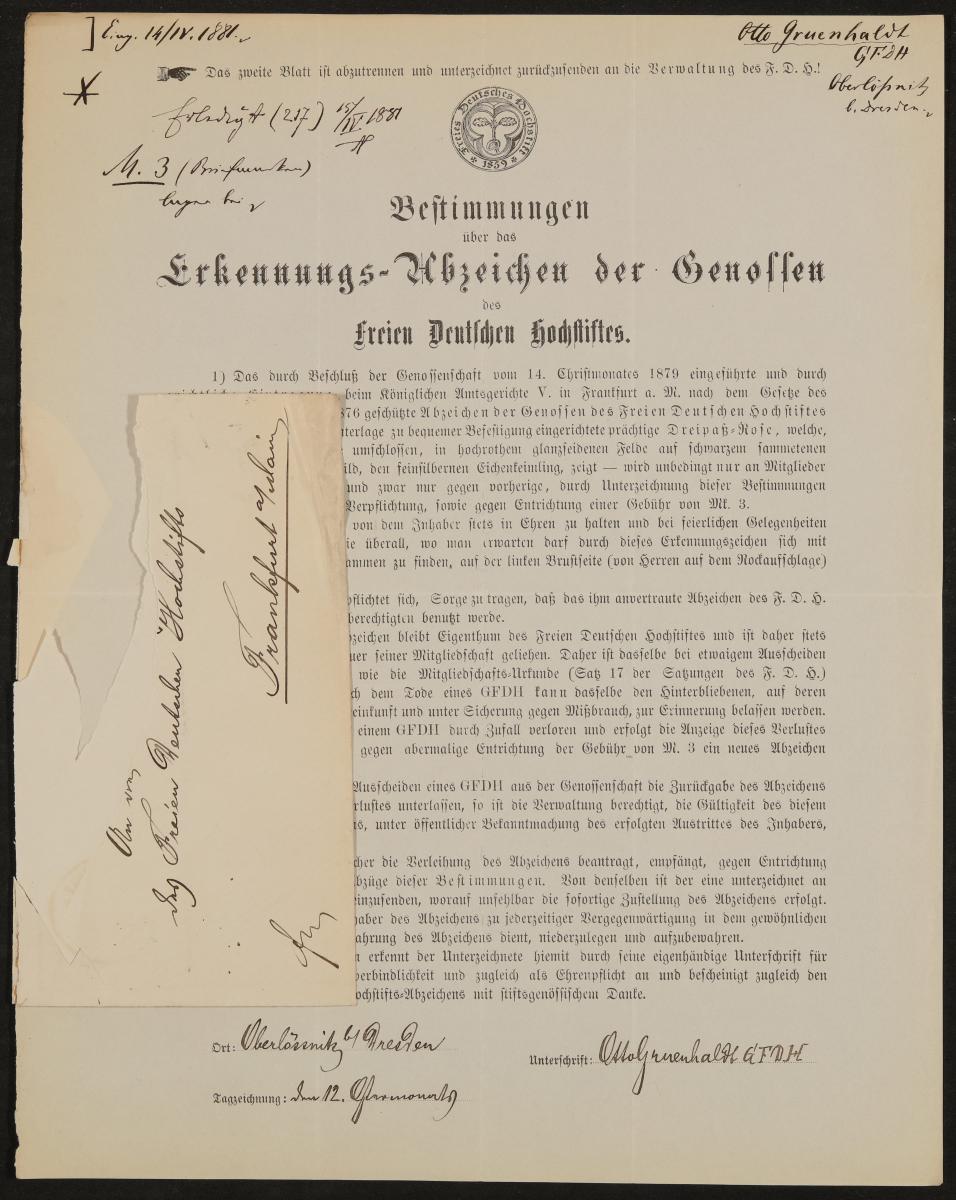 ] Eing. 14/IV. 1881.
Otto Gruenhaldt
GFDH
Oberlößnitz
b. Dresden.
Das zweite Blatt ist abzutrennen und unterzeichnet zurückzusenden an die Verwaltung des F. D. H.!
Erledigt (217) 15/IV. 1881
M. 3 (Briefmarken)
liegen bei
Freies Deutsches Hochstift
* 1859 *
Bestimmungen
über das
Erkennungs-Abzeichen der Genossen
des
Freien Deutschen Hochstiftes.
1) Das durch Beschluß der Genossenschaft vom 14. Christmonates 1879 eingeführte und durch
beim Königlichen Amtsgerichte V. in Frankfurt a. M. nach dem Gesetze des
876 geschützte Abzeichen der Genossen des Freien Deutschen Hochstiftes
terlage zu bequemer Befestigung eingerichtete prächtige Dreipaß-Rose, welche,
umschlossen, in hochrothem glanzseidenen Felde auf schwarzem sammetenen
ild, den feinsilbernen Eichenkeimling, zeigt — wird unbedingt nur an Mitglieder
und zwar nur gegen vorherige, durch Unterzeichnung dieser Bestimmungen
Verpflichtung, sowie gegen Entrichtung einer Gebühr von Mk. 3.
von dem Inhaber stets in Ehren zu halten und bei feierlichen Gelegenheiten
ie überall, wo man erwarten darf durch dieses Erkennungszeichen sich mit
ammen zu finden, auf der linken Brustseite (von Herren auf dem Rockaufschlage)
pflichtet sich, Sorge zu tragen, daß das ihm anvertraute Abzeichen des F. D. H.
berechtigten benutzt werde.
bzeichen bleibt Eigenthum des Freien Deutschen Hochstiftes und ist daher stets
uer seiner Mitgliedschaft geliehen. Daher ist dasselbe bei etwaigem Ausscheiden
wie die Mitgliedschafts-Urkunde (Satz 17 der Satzungen des F. D. H.)
ch dem Tode eines GFDH kann dasselbe den Hinterbliebenen, auf deren
einkunft und unter Sicherung gegen Mißbrauch, zur Erinnerung belassen werden.
einem GFDH durch Zufall verloren und erfolgt die Anzeige dieses Verlustes
gegen abermalige Entrichtung der Gebühr von M. 3 ein neues Abzeichen
Ausscheiden eines GFDH aus der Genossenschaft die Zurückgabe des Abzeichens
rlustes unterlassen, so ist die Verwaltung berechtigt, die Gültigkeit des diesem
s, unter öffentlicher Bekanntmachung des erfolgten Austrittes des Inhabers,
cher die Verleihung des Abzeichens beantragt, empfängt, gegen Entrichtung
bzüge dieser Bestimmungen. Von denselben ist der eine unterzeichnet an
einzusenden, worauf unfehlbar die sofortige Zustellung des Abzeichens erfolgt.
haber des Abzeichens zu jederzeitiger Vergegenwärtigung in dem gewöhnlichen
ahrung des Abzeichens dient, niederzulegen und aufzubewahren.
n erkennt der Unterzeichnete hiemit durch seine eigenhändige Unterschrift für
verbindlichkeit und zugleich als Ehrenpflicht an und bescheinigt zugleich den
ochstifts-Abzeichens mit stiftsgenössischem Danke.
An
das Freien Deutschen Hochstifts
Frankfurt a/Main
Ort: Oberlössnitz b/ Dresden
Unterschrift: Otto Gruenhaldt GFDH
Tagzeichnung: den 12. Ostermonats